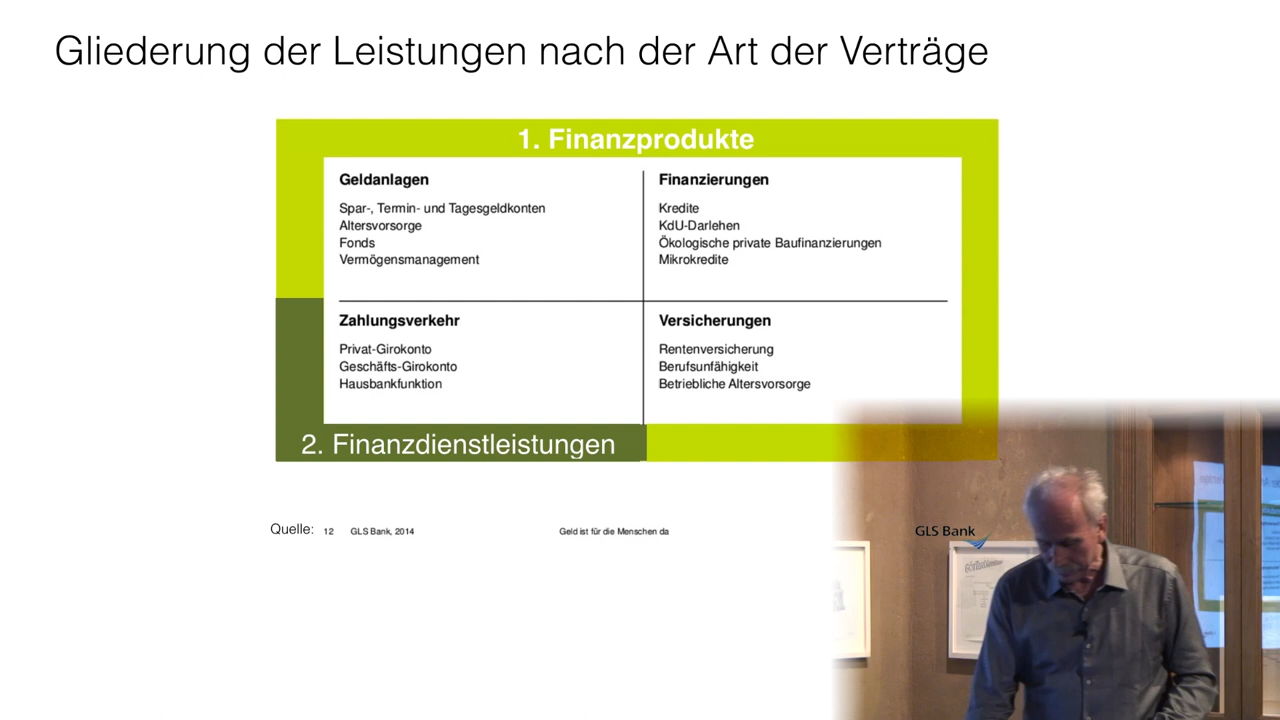 Gliederung der Leistungen nach der Art der Verträge
1. Finanzprodukte
Geldanlagen
Spar-, Termin- und Tagesgeldkonten
Altersvorsorge
Fonds
Vermögensmanagement
Finanzierungen
Kredite
KdU-Darlehen
Ökologische private Baufinanzierungen
Mikrokredite
Zahlungsverkehr
Privat-Girokonto
Geschäfts-Girokonto
Hausbankfunktion
Versicherungen
Rentenversicherung
Berufsunfähigkeit
Betriebliche Altersvorsorge
2. Finanzdienstleistungen
Quelle: 12 GLS Bank, 2014 Geld ist für die Menschen da GLS Bank